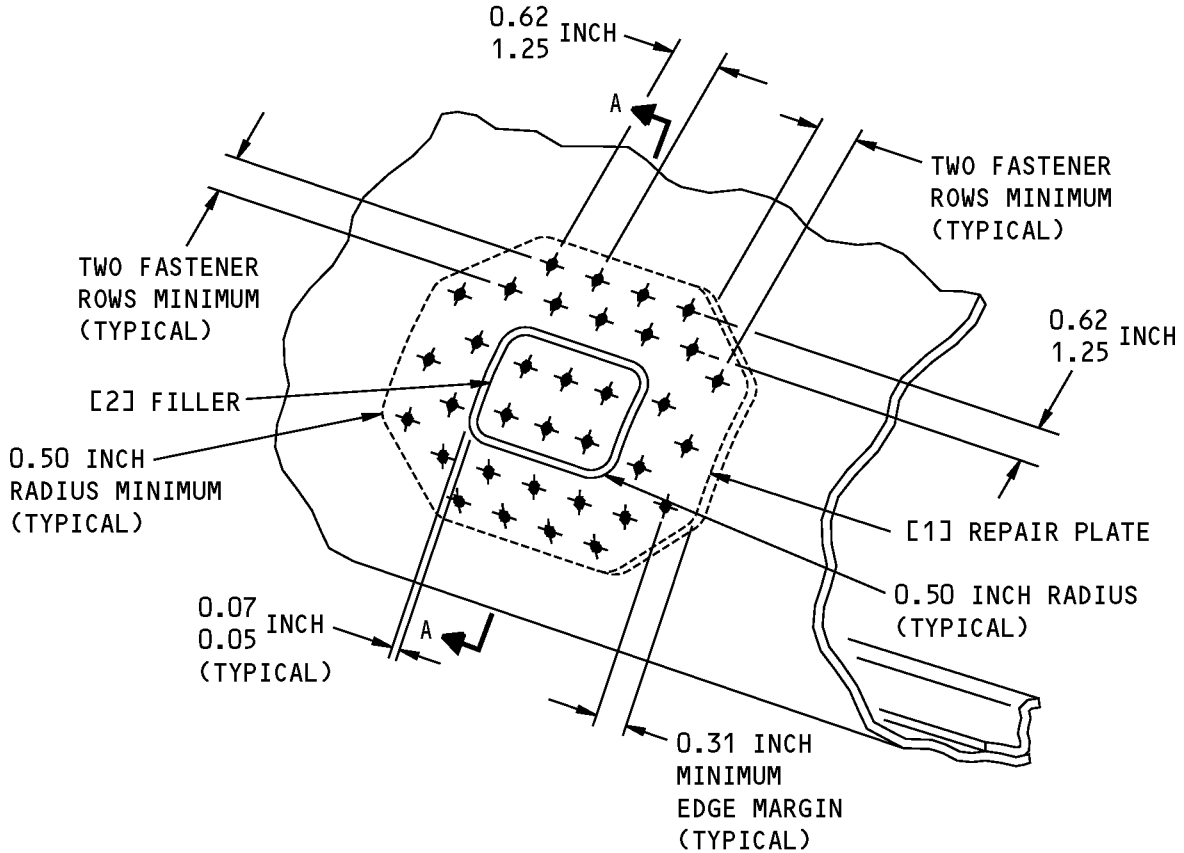 0.62
1.25 INCH
A
TWO FASTENER
ROWS MINIMUM
(TYPICAL)
TWO FASTENER
ROWS MINIMUM
(TYPICAL)
0.62
1.25 INCH
[2] FILLER
0.50 INCH
RADIUS MINIMUM
(TYPICAL)
[1] REPAIR PLATE
0.50 INCH RADIUS
(TYPICAL)
0.07
0.05 INCH
(TYPICAL)
A
0.31 INCH
MINIMUM
EDGE MARGIN
(TYPICAL)